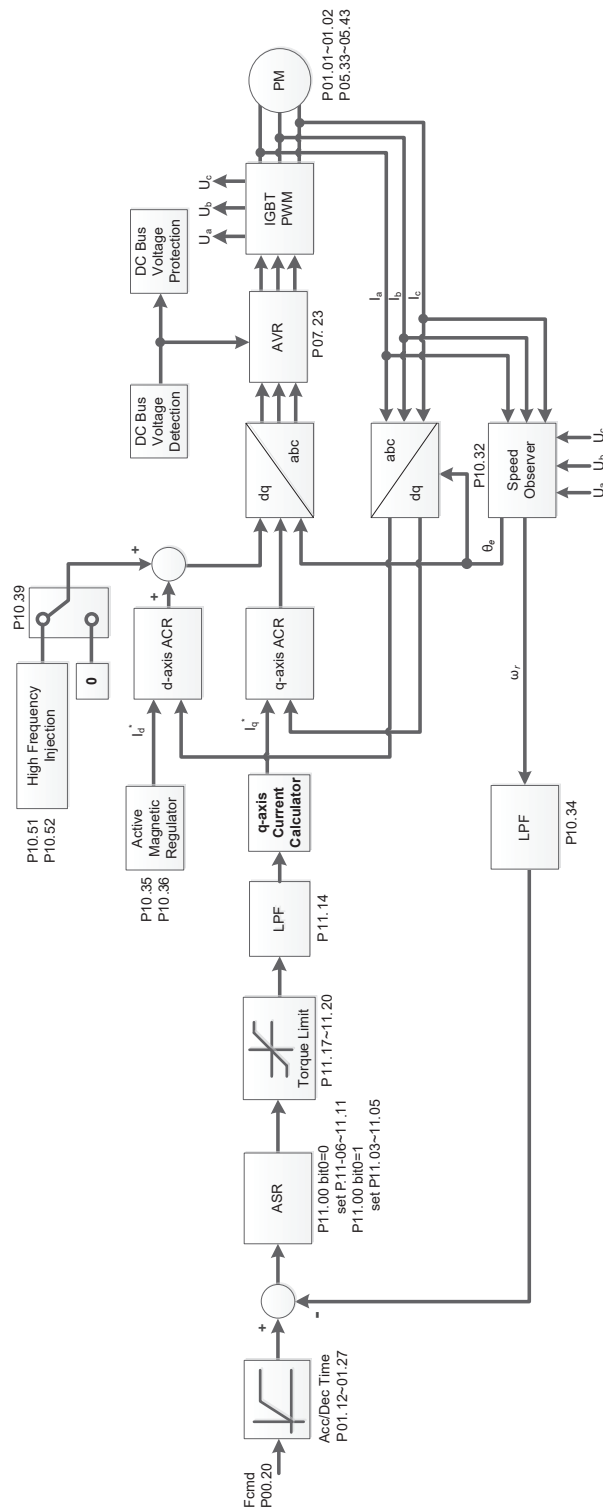 Fcmd
P00.20
Acc/Dec Time
P01.12~01.27
+
-
ASR
P11.00 bit0=0
set P.11-06~11.11
P11.00 bit0=1
set P11.03~11.05
Torque Limit
P11.17~11.20
LPF
P11.14
q-axis
Current
Calculator
P10.51
P10.52
High Frequency
Injection
0
P10.39
P10.35
P10.36
Active
Magnetic
Regulator
Id*
d-axis ACR
+
+
Iq*
q-axis ACR
dq
abc
DC Bus
Voltage
Detection
DC Bus
Voltage
Protection
AVR
P07.23
IGBT
PWM
Ua
Ub
Uc
PM
P01.01~01.02
P05.33~05.43
Ia
Ib
Ic
abc
dq
P10.32
Speed
Observer
Ua
Ub
Uc
θe
ωr
LPF
P10.34